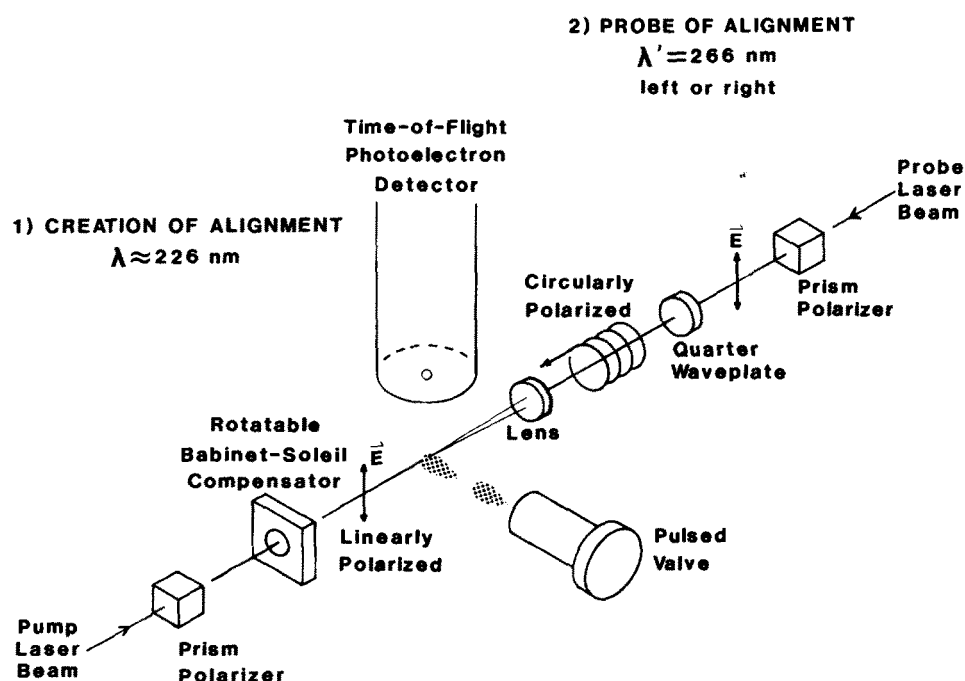 2) PROBE OF ALIGNMENT
λ'=266 nm
left or right
Time-of-Flight
Photoelectron
Detector
Probe
Laser
Beam
1) CREATION OF ALIGNMENT
λ≈226 nm
E
Prism
Polarizer
Circularly
Polarized
Quarter
Waveplate
Lens
Rotatable
Babinet-Soleil
Compensator
E
Linearly
Polarized
Pulsed
Valve
Pump
Laser
Beam
Prism
Polarizer